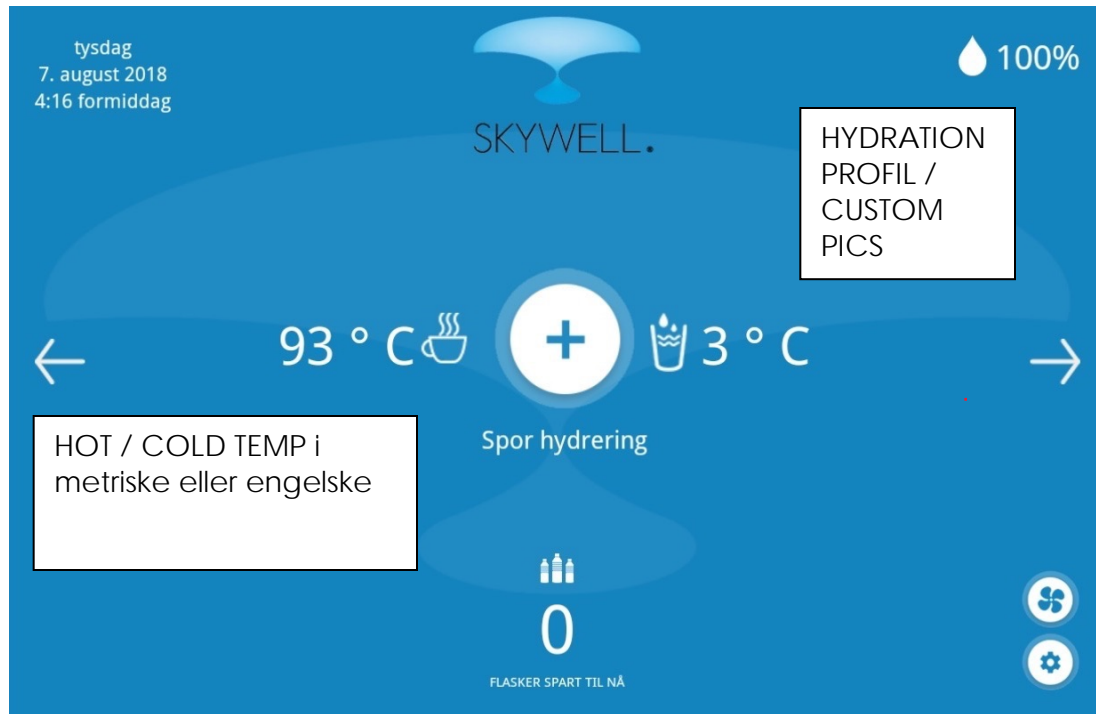 tysdag
7. august 2018
4:16 formiddag
SKYWELL.
100%
HYDRATION
PROFIL /
CUSTOM
PICS
93 ° C
3 ° C
Spor hydrering
HOT / COLD TEMP i
metriske eller engelske
0
FLASKER SPART TIL NÅ